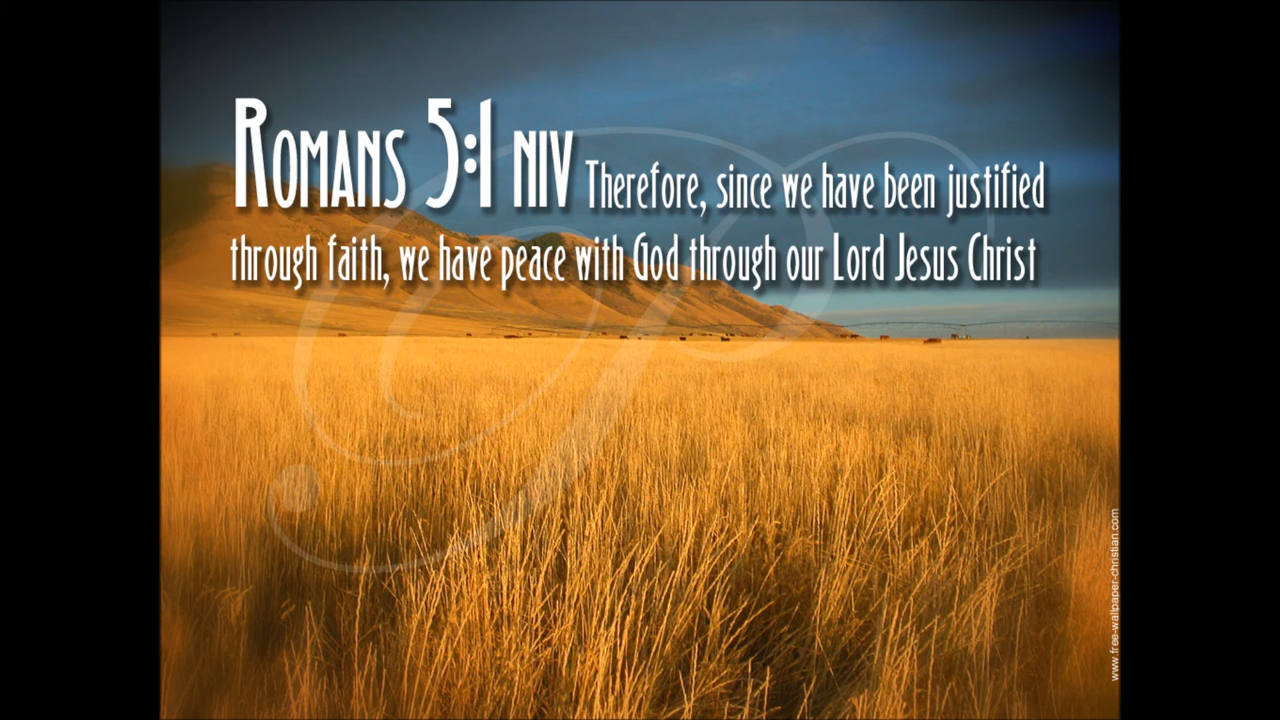 Romans 5:1 NIV Therefore, since we have been justified
through faith, we have peace with God through our Lord Jesus Christ
www.free-wallpaper-christian.com